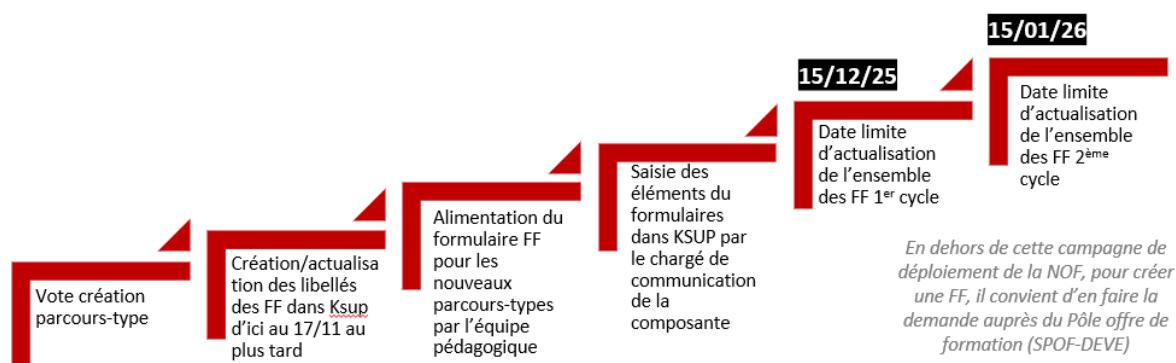 Vote création
parcours-type
Création/actualisa
tion des libellés
des FF dans Ksup
d'ici au 17/11 au
plus tard
Alimentation du
formulaire FF
pour les
nouveaux
parcours-types
par l'équipe
pédagogique
Saisie des
éléments du
formulaires
dans KSUP par
le chargé de
communication
de la
composante
15/12/25
Date limite
d'actualisation
de l'ensemble
des FF 1er cycle
15/01/26
Date limite
d'actualisation
de l'ensemble
des FF 2ème
cycle
En dehors de cette campagne de
déploiement de la NOF, pour créer
une FF, il convient d'en faire la
demande auprès du Pôle offre de
formation (SPOF-DEVE)